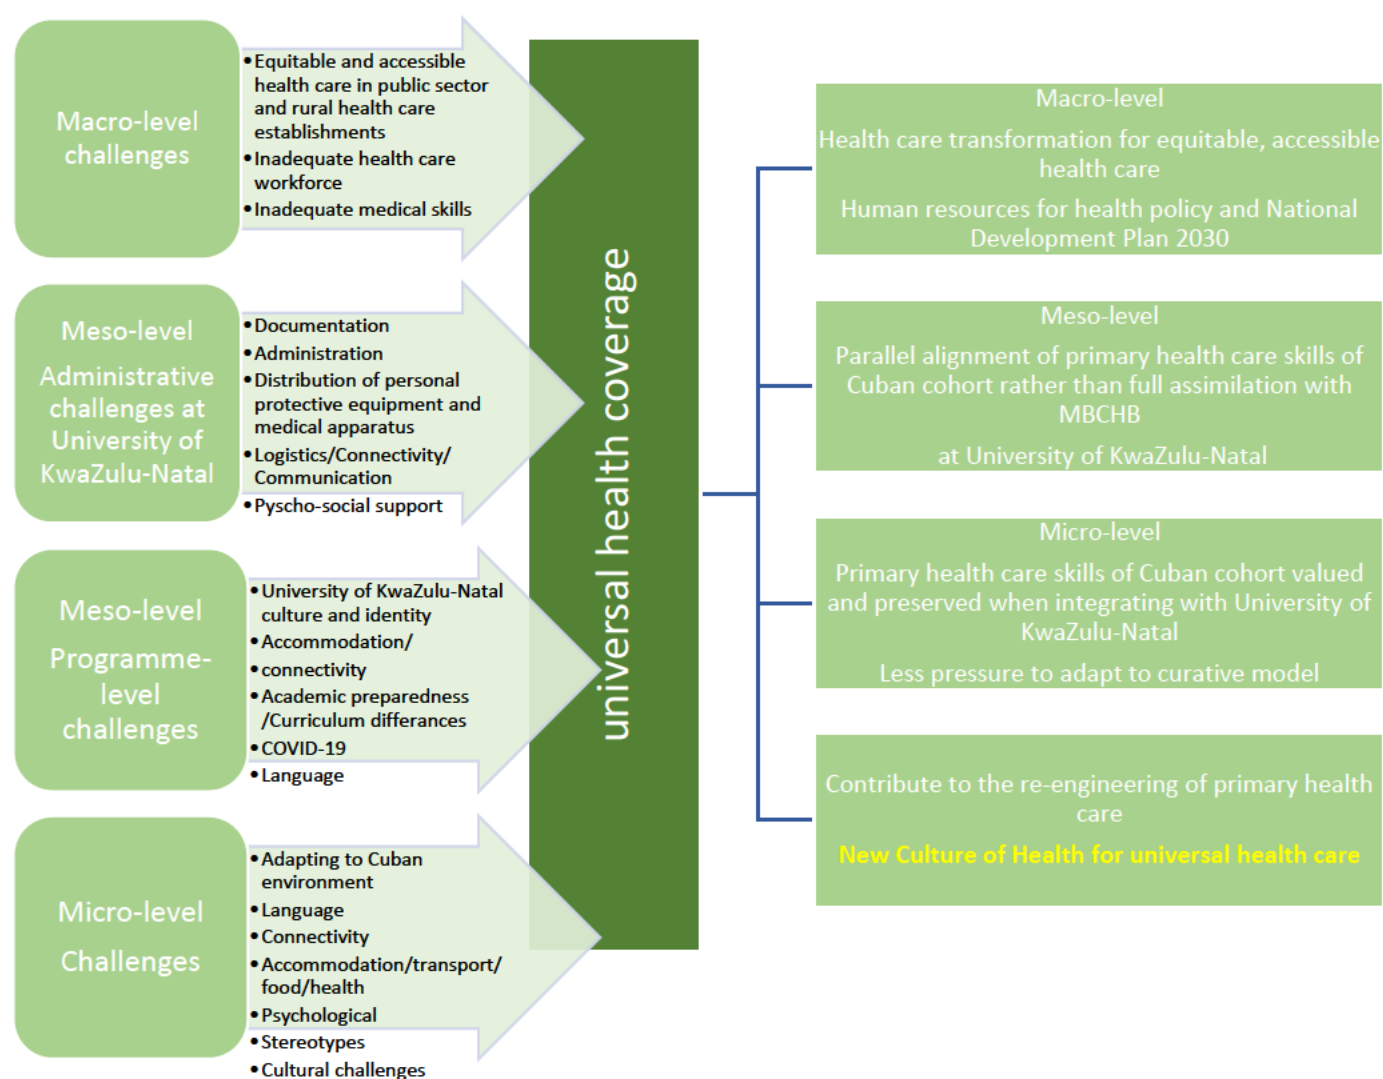 Macro-level
challenges
•Equitable and accessible
health care in public sector
and rural health care
establishments
•Inadequate health care
workforce
•Inadequate medical skills
Meso-level
Administrative
challenges at
University of
KwaZulu-Natal
•Documentation
•Administration
•Distribution of personal
protective equipment and
medical apparatus
•Logistics/Connectivity/
Communication
•Pyscho-social support
Meso-level
Programme-
level
challenges
•University of KwaZulu-Natal
culture and identity
•Accommodation/
•connectivity
•Academic preparedness
/Curriculum differances
•COVID-19
•Language
Micro-level
Challenges
•Adapting to Cuban
environment
•Language
•Connectivity
•Accommodation/transport/
food/health
•Psychological
•Stereotypes
•Cultural challenges
universal health coverage
Macro-level
Health care transformation for equitable, accessible
health care
Human resources for health policy and National
Development Plan 2030
Meso-level
Parallel alignment of primary health care skills of
Cuban cohort rather than full assimilation with
MBCHB
at University of KwaZulu-Natal
Micro-level
Primary health care skills of Cuban cohort valued
and preserved when integrating with University of
KwaZulu-Natal
Less pressure to adapt to curative model
Contribute to the re-engineering of primary health
care
New Culture of Health for universal health care